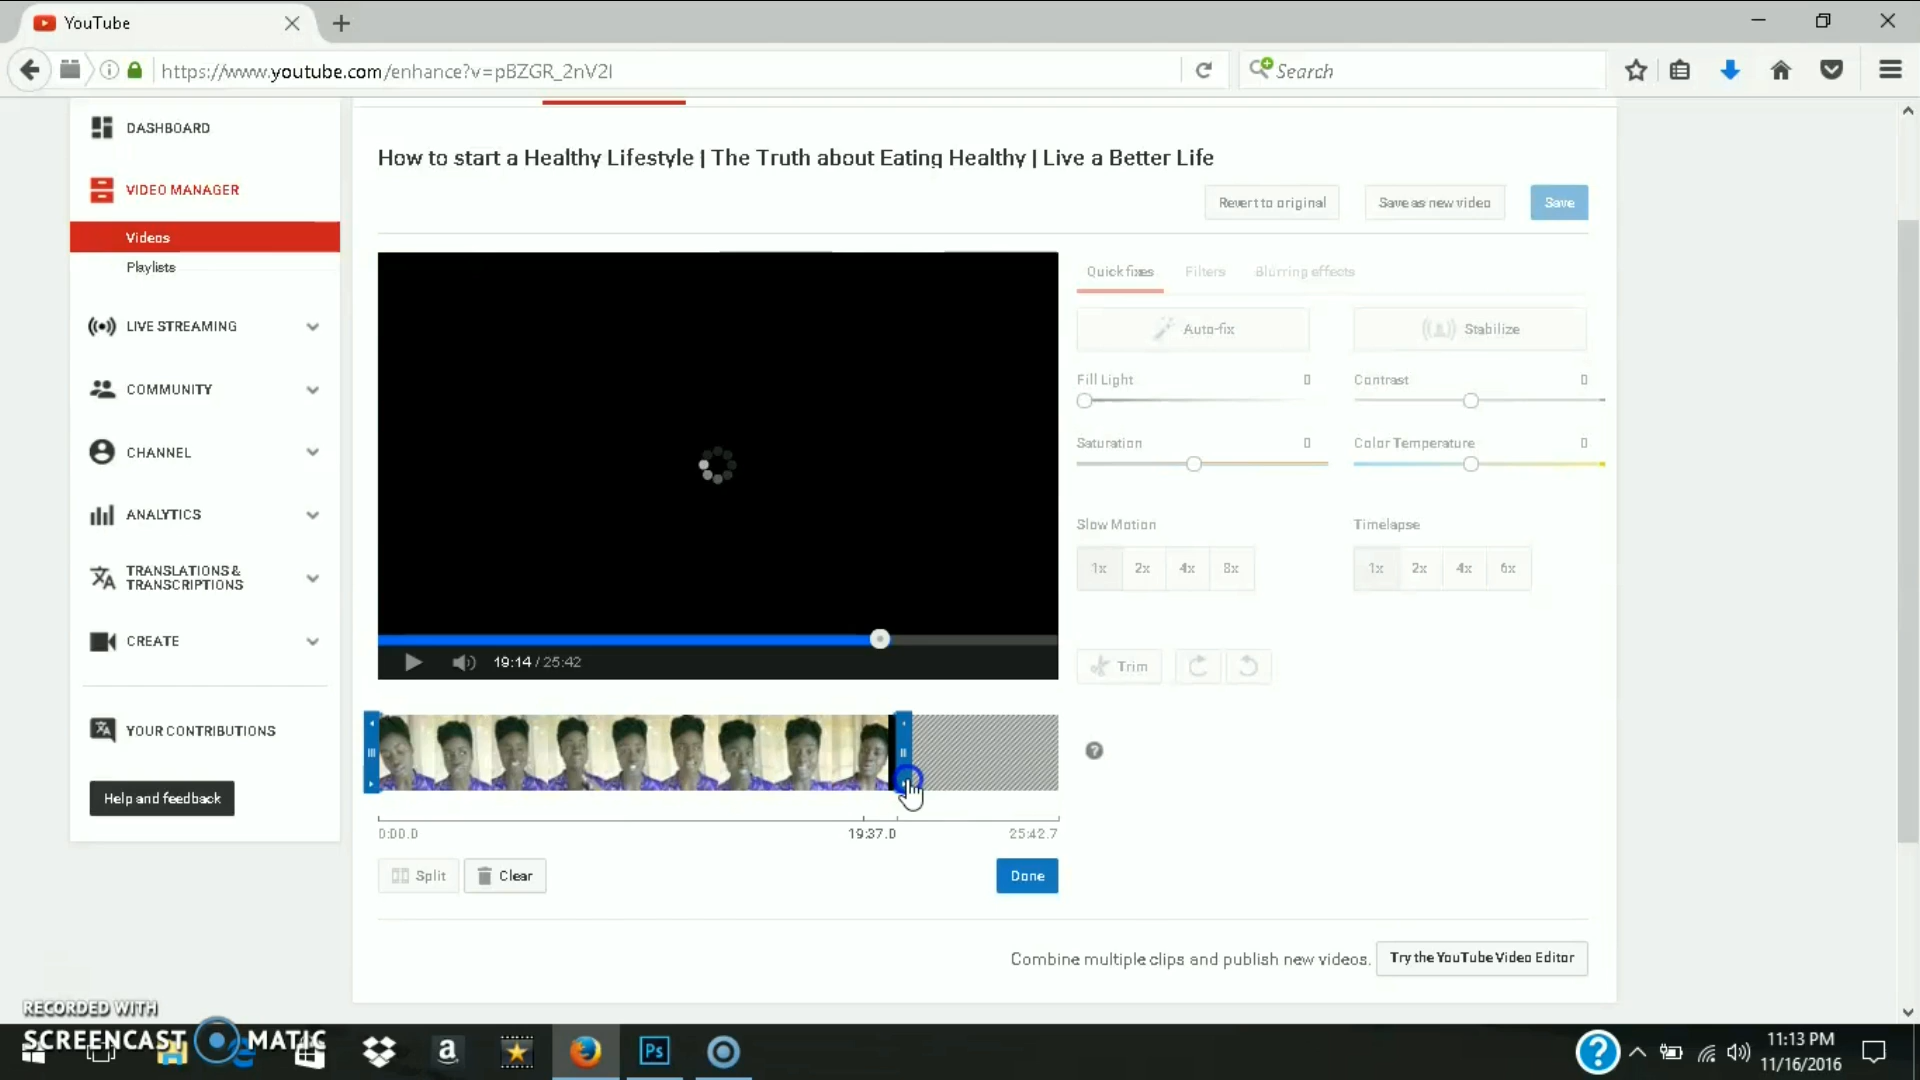 YouTube
https://www.youtube.com/enhance?v=pBZGR_2nV2I
Search
DASHBOARD
VIDEO MANAGER
Videos
Playlists
LIVE STREAMING
COMMUNITY
CHANNEL
ANALYTICS
TRANSLATIONS &
TRANSCRIPTIONS
CREATE
YOUR CONTRIBUTIONS
Help and feedback
How to start a Healthy Lifestyle | The Truth about Eating Healthy | Live a Better Life
Revert to original
Save as new video
Save
Quick fixes
Filters
Blurring effects
Auto-fix
Stabilize
Fill Light 0
Contrast 0
Saturation 0
Color Temperature 0
Slow Motion
Timelapse
1x 2x 4x 8x
1x 2x 4x 6x
Trim
19:14 / 25:42
0:00.0
19:37.0
25:42.7
Split
Clear
Done
Combine multiple clips and publish new videos.
Try the YouTube Video Editor
RECORDED WITH
SCREENCAST MATIC
a
Ps
11:13 PM
11/16/2016